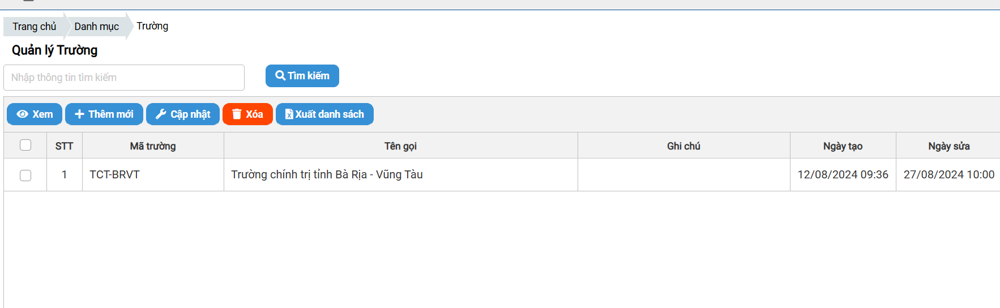 Trang chủ Danh mục Trường
Quản lý Trường
Nhập thông tin tìm kiếm Tìm kiếm
Xem Thêm mới Cập nhật Xóa Xuất danh sách
STT Mã trường Tên gọi Ghi chú Ngày tạo Ngày sửa
1 TCT-BRVT Trường chính trị tỉnh Bà Rịa - Vũng Tàu 12/08/2024 09:36 27/08/2024 10:00